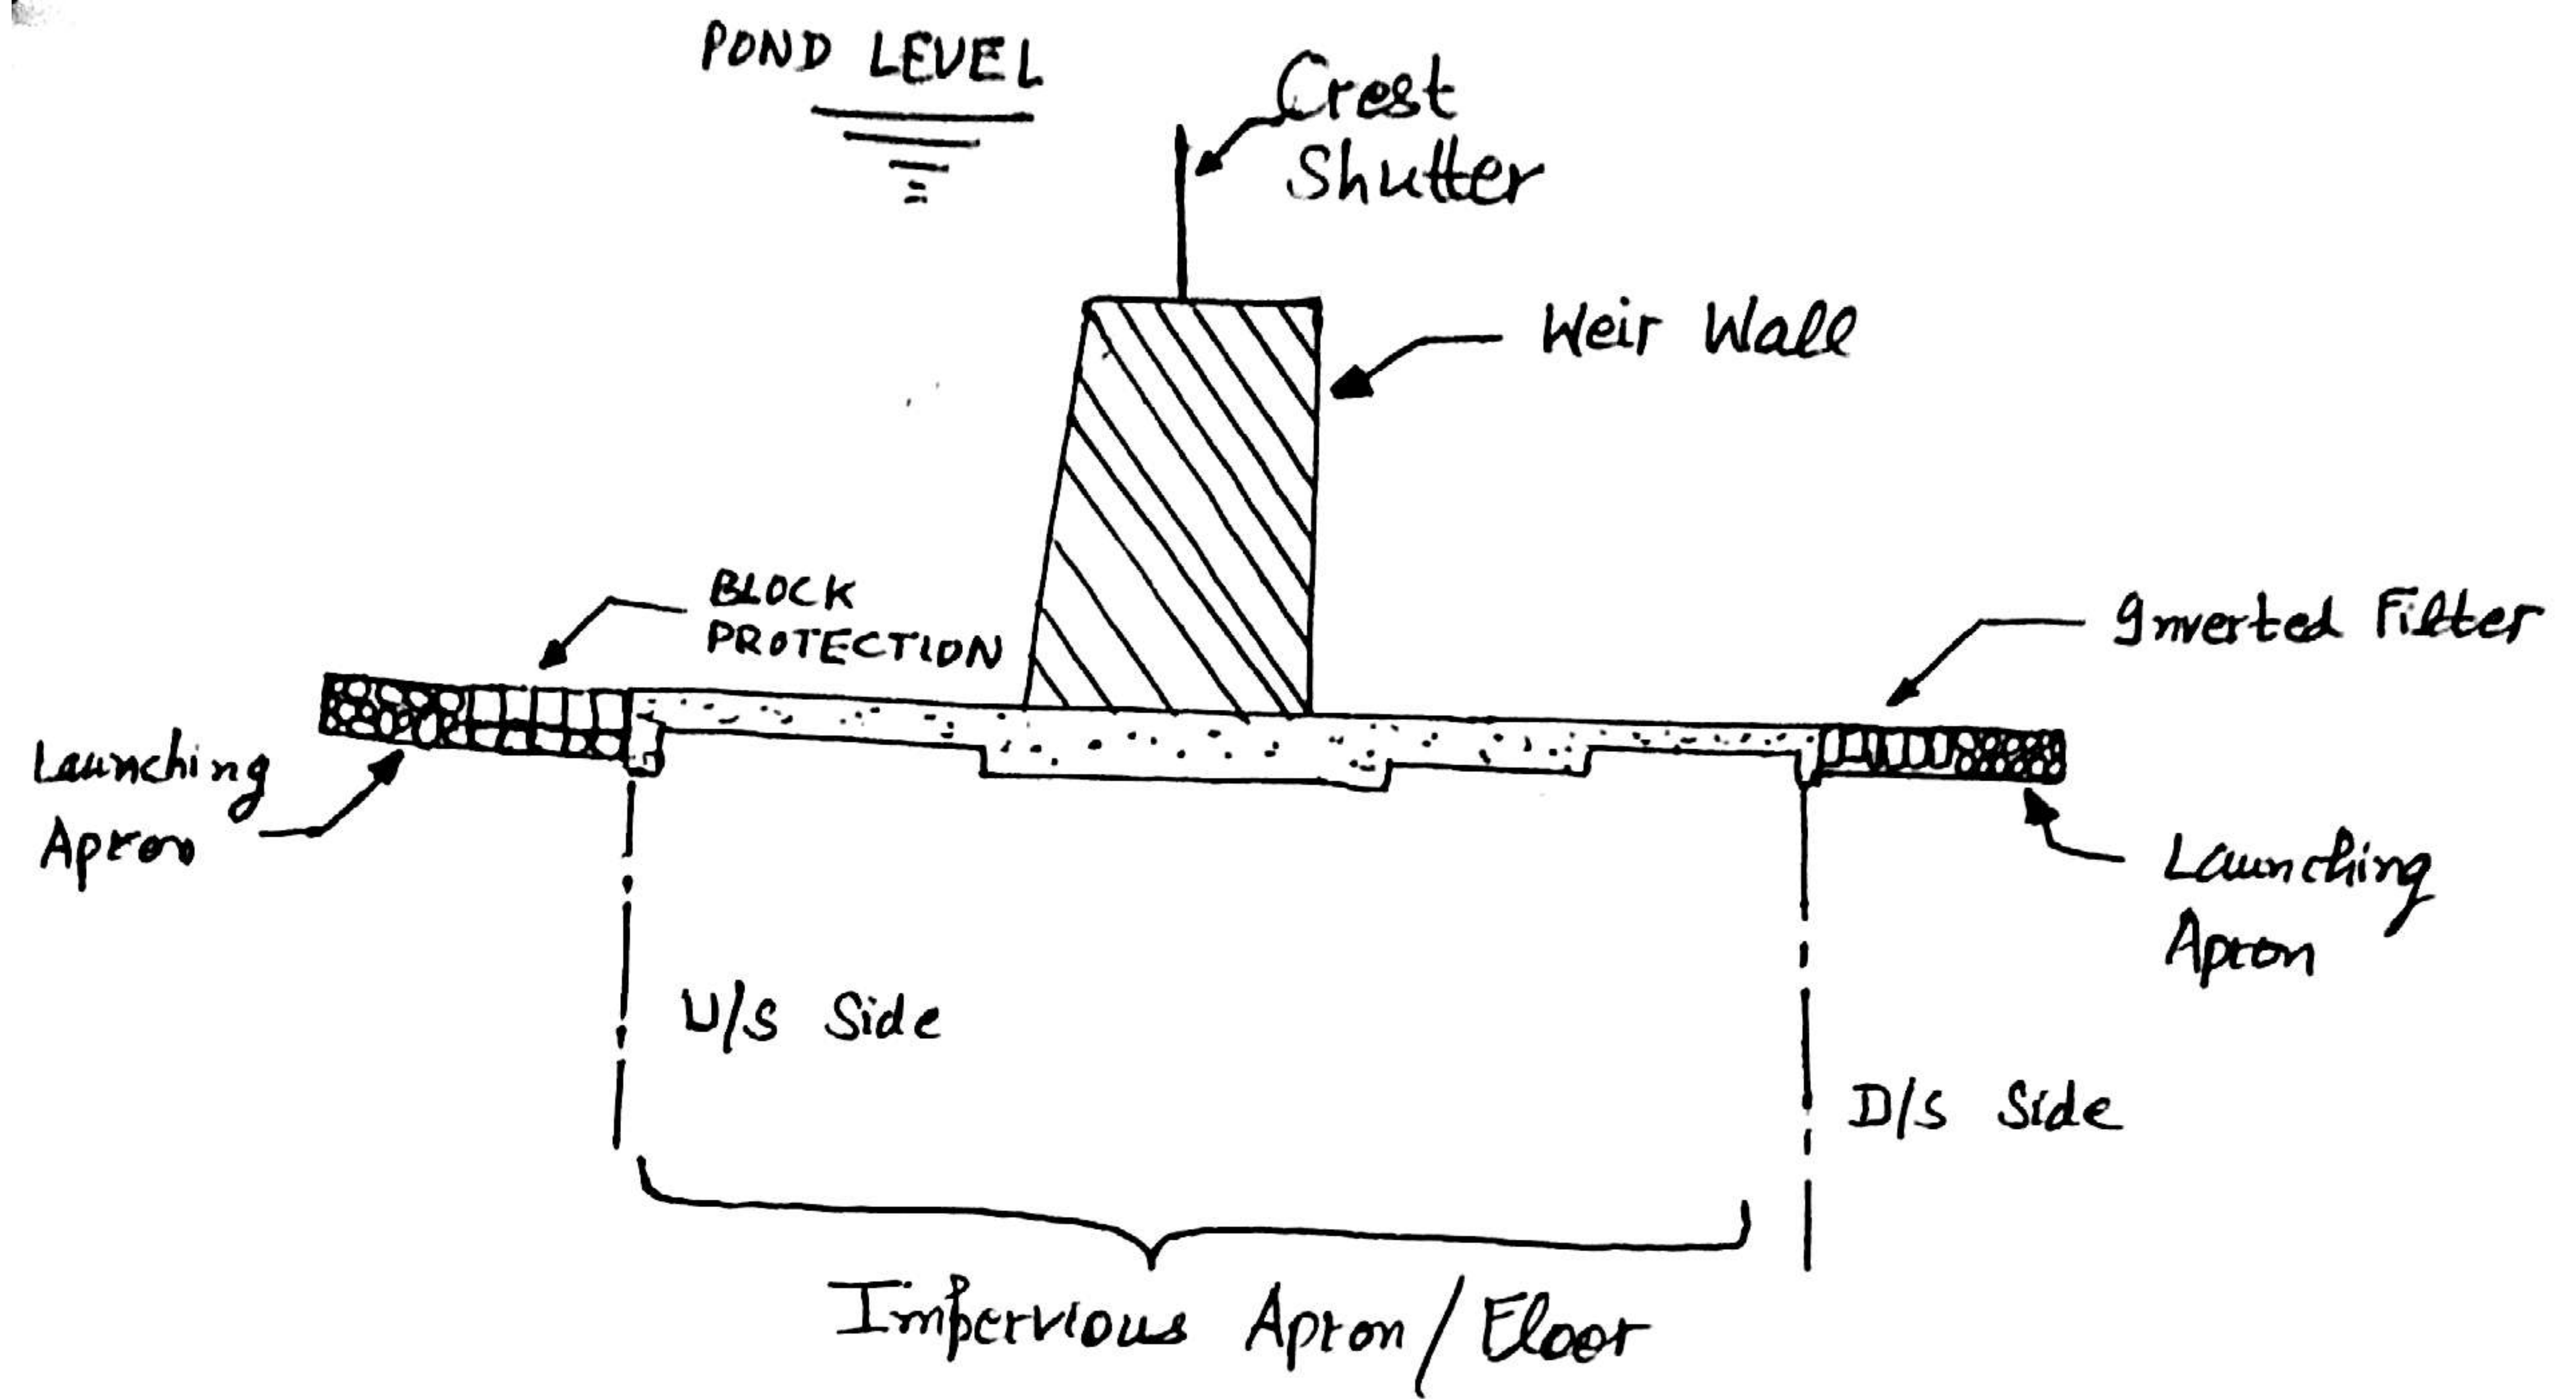 POND LEVEL
Crest
Shutter
Weir Wall
BLOCK
PROTECTION
Inverted Filter
Launching
Apron
Launching
Apron
U/S Side
D/S Side
Impervious Apron/Floor